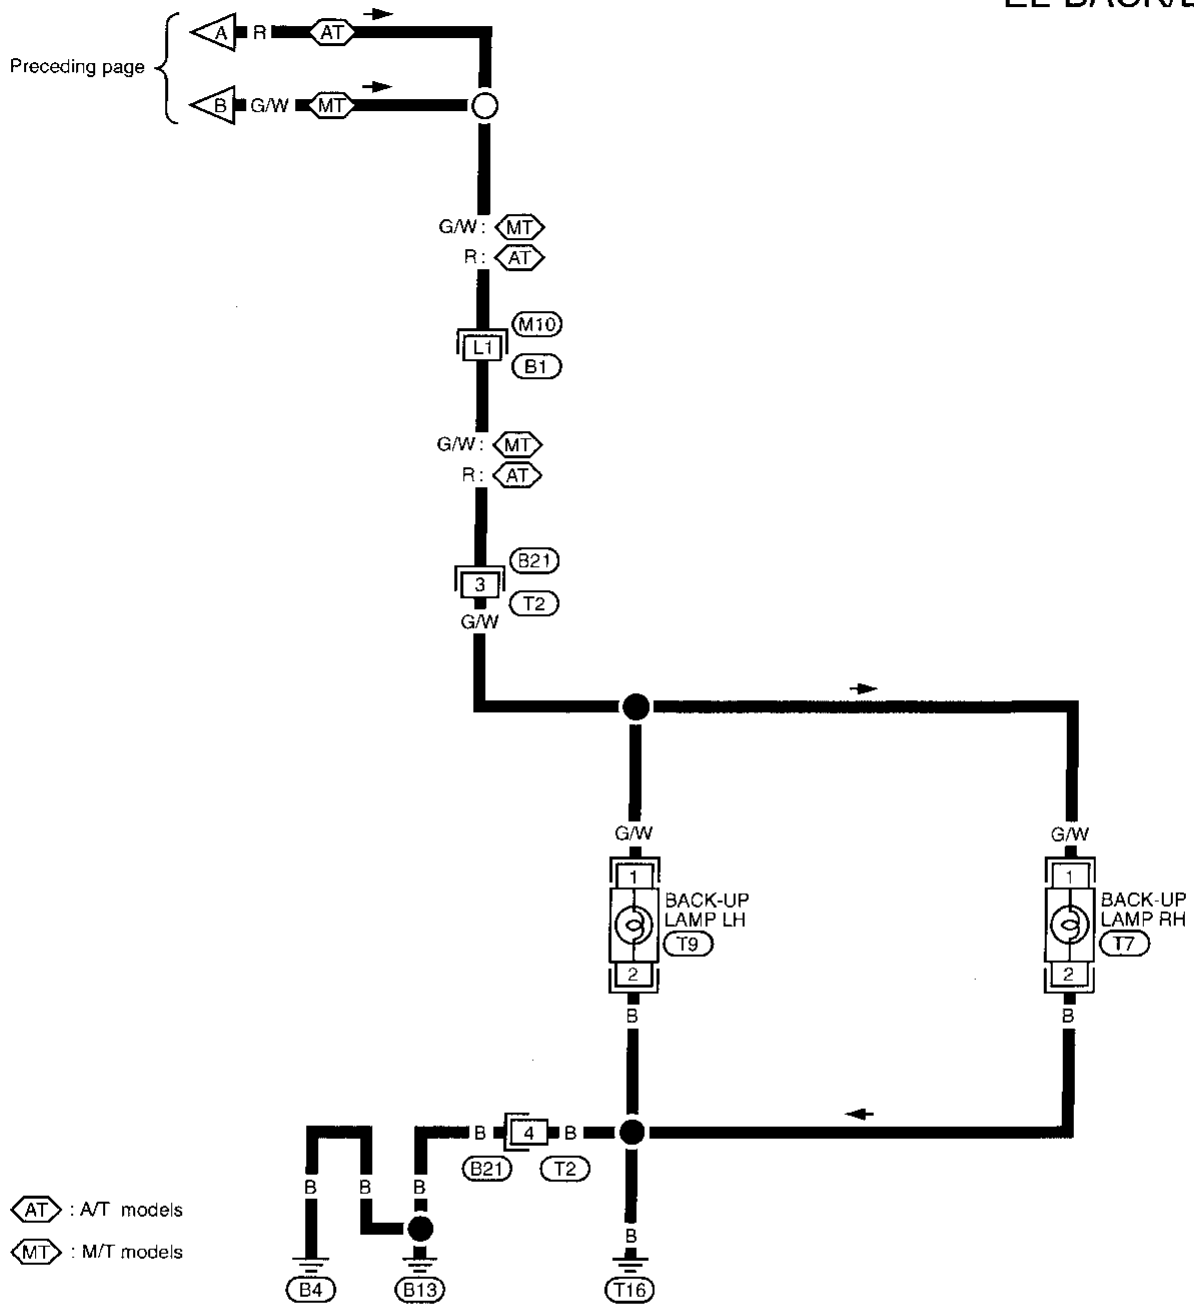 A R AT
Preceding page
B G/W MT
G/W : MT
R : AT
M10
L1
B1
G/W : MT
R : AT
B21
3
T2
G/W
G/W G/W
1 1
BACK-UP BACK-UP
LAMP LH LAMP RH
T9 T7
2 2
B B
B 4 B
B21 T2
B B B
AT : A/T models
B
MT : M/T models
B4 B13 T16